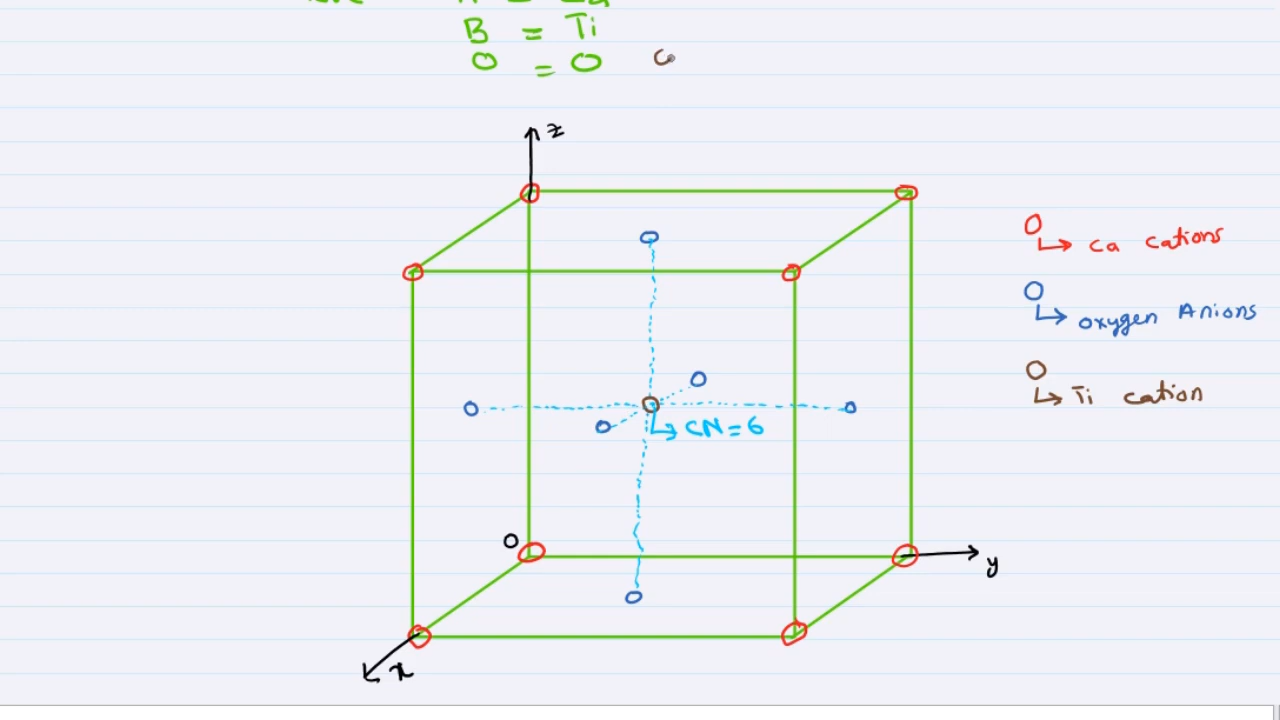 B = Ti
O = O
z
Ca cations
oxygen Anions
Ti cation
CN=6
O
y
x